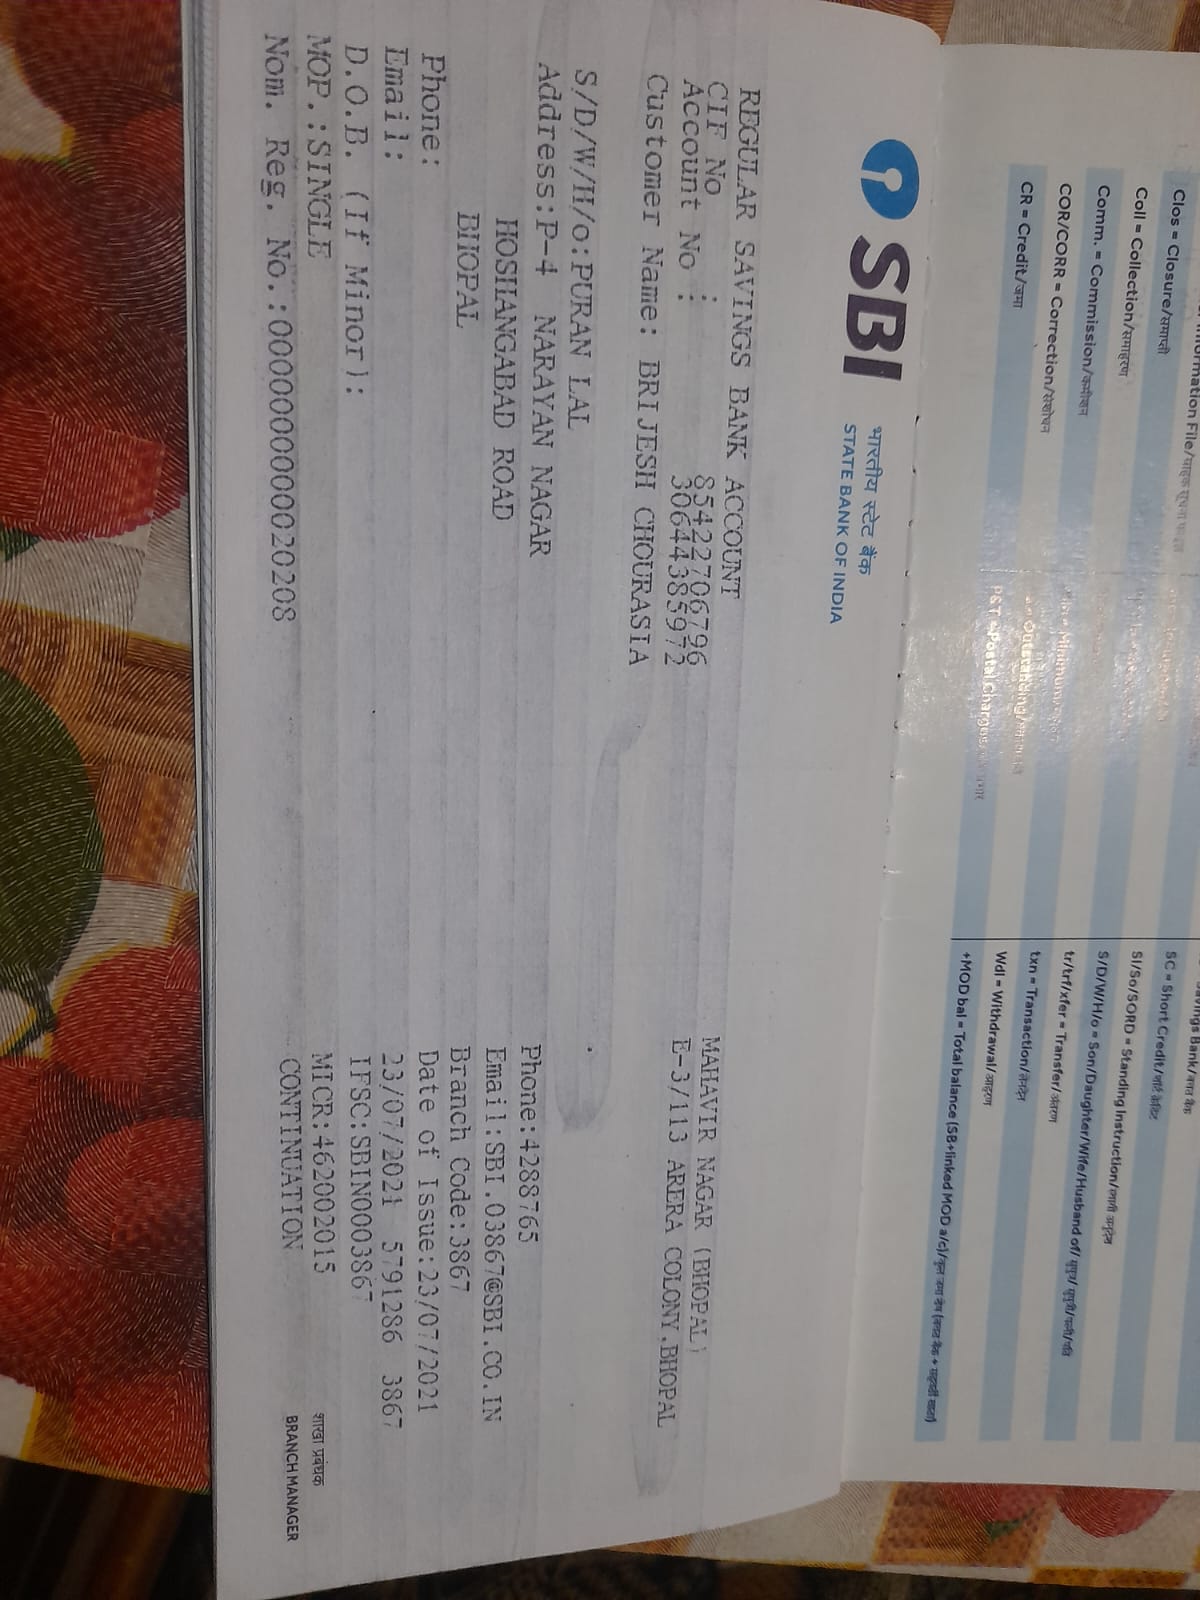 SBI
भारतीय स्टेट बैंक
STATE BANK OF INDIA
REGULAR SAVINGS BANK ACCOUNT
CIF No : 85422706796
Account No : 30644385972
Customer Name: BRIJESH CHOURASIA
S/D/W/H/o:PURAN LAL
Address:P-4 NARAYAN NAGAR
HOSHANGABAD ROAD
BHOPAL
Phone:
Email:
D.O.B. (If Minor):
MOP.:SINGLE
Nom. Reg. No.:
MAHAVIR NAGAR (BHOPAL)
E-3/113 ARERA COLONY,BHOPAL
Phone:4288765
Email:SBI.03867@SBI.CO.IN
Branch Code:3867
Date of Issue:23/07/2021
23/07/2021 5791286 3867
IFSC:SBIN0003867
MICR:462002015
CONTINUATION
शाखा प्रबंधक
BRANCH MANAGER
Clos = Closure/समाप्ती
Coll = Collection/समाहरण
Comm. = Commission/कमीशन
COR/CORR = Correction/संशोधन
CR = Credit/जमा
P&T = Postal Charges
SC = Short Credit/
SI/So/SORD = Standing Instruction/
S/D/W/H/o = Son/Daughter/Wife/Husband of/
tr/trf/xfer = Transfer/अंतरण
txn = Transaction/लेनदेन
Wdl = Withdrawal/आहरण
+MOD bal = Total balance (SB+linked MOD a/c)/